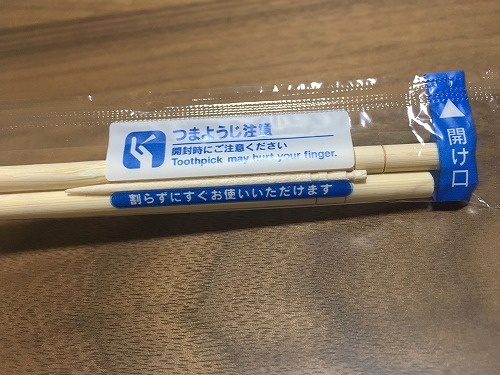 つまようじ注意
開封時にご注意ください
Toothpick may hurt your finger.
割らずにすぐお使いいただけます
▲開け口